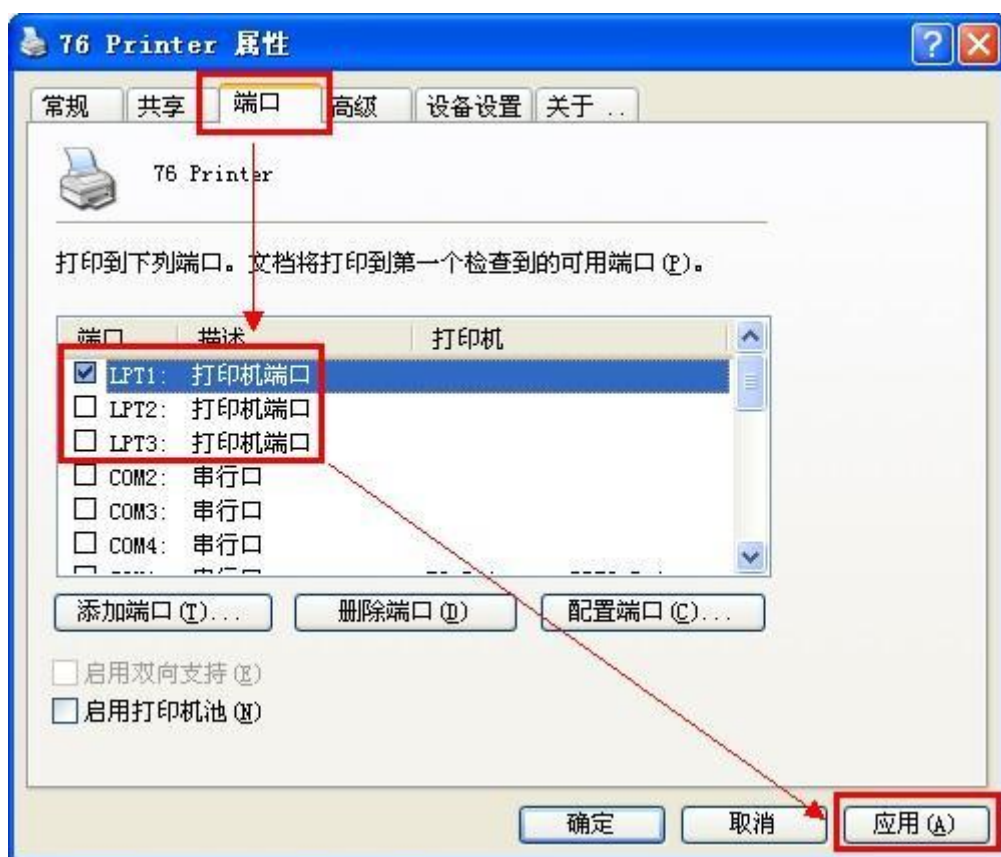 76 Printer 属性
常规 共享 端口 高级 设备设置 关于 ..
76 Printer
打印到下列端口。文档将打印到第一个检查到的可用端口(P)。
端口 描述 打印机
LPT1: 打印机端口
LPT2: 打印机端口
LPT3: 打印机端口
COM2: 串行口
COM3: 串行口
COM4: 串行口
添加端口(T)... 删除端口(D) 配置端口(C)...
启用双向支持(E)
启用打印机池(N)
确定 取消 应用(A)